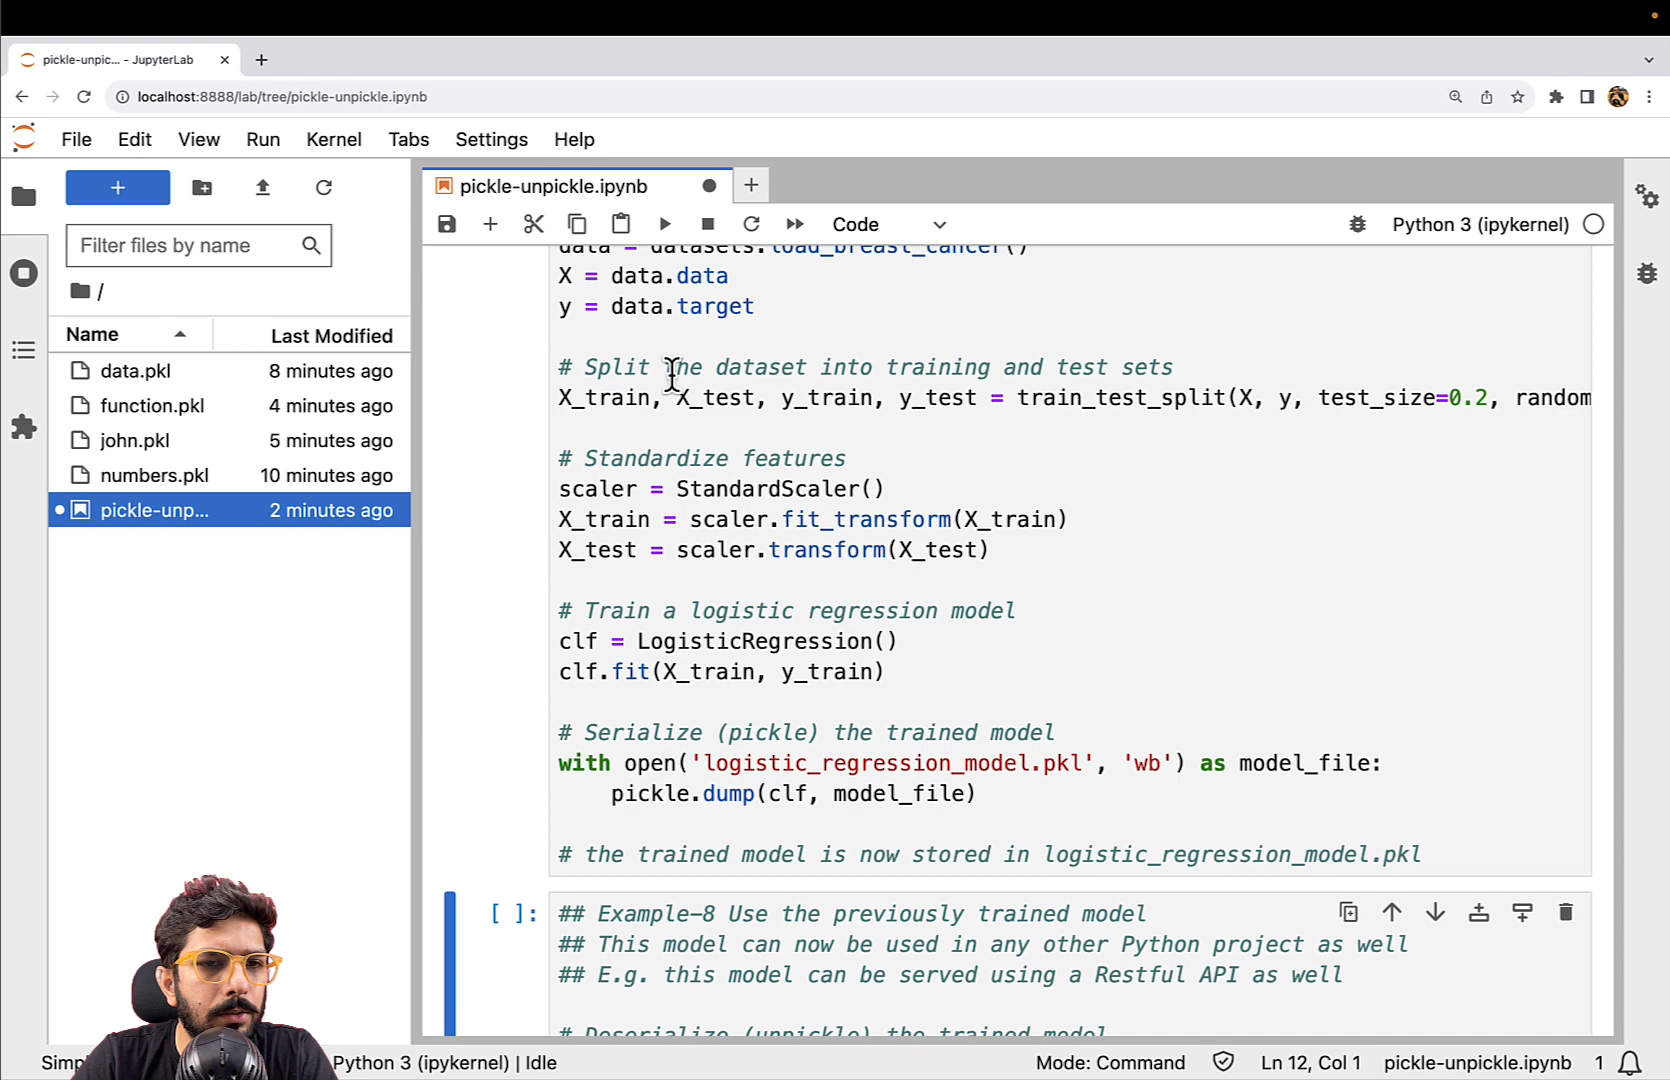 pickle-unpic... - JupyterLab
localhost:8888/lab/tree/pickle-unpickle.ipynb
File Edit View Run Kernel Tabs Settings Help
pickle-unpickle.ipynb
Code
Python 3 (ipykernel)
Filter files by name
/
Name Last Modified
data.pkl 8 minutes ago
function.pkl 4 minutes ago
john.pkl 5 minutes ago
numbers.pkl 10 minutes ago
pickle-unp... 2 minutes ago
data = datasets.load_breast_cancer()
X = data.data
y = data.target
# Split the dataset into training and test sets
X_train, X_test, y_train, y_test = train_test_split(X, y, test_size=0.2, random
# Standardize features
scaler = StandardScaler()
X_train = scaler.fit_transform(X_train)
X_test = scaler.transform(X_test)
# Train a logistic regression model
clf = LogisticRegression()
clf.fit(X_train, y_train)
# Serialize (pickle) the trained model
with open('logistic_regression_model.pkl', 'wb') as model_file:
    pickle.dump(clf, model_file)
# the trained model is now stored in logistic_regression_model.pkl
[ ]:
## Example-8 Use the previously trained model
## This model can now be used in any other Python project as well
## E.g. this model can be served using a Restful API as well
# Deserialize (unpickle) the trained model
Simp
Python 3 (ipykernel) | Idle
Mode: Command
Ln 12, Col 1
pickle-unpickle.ipynb
1